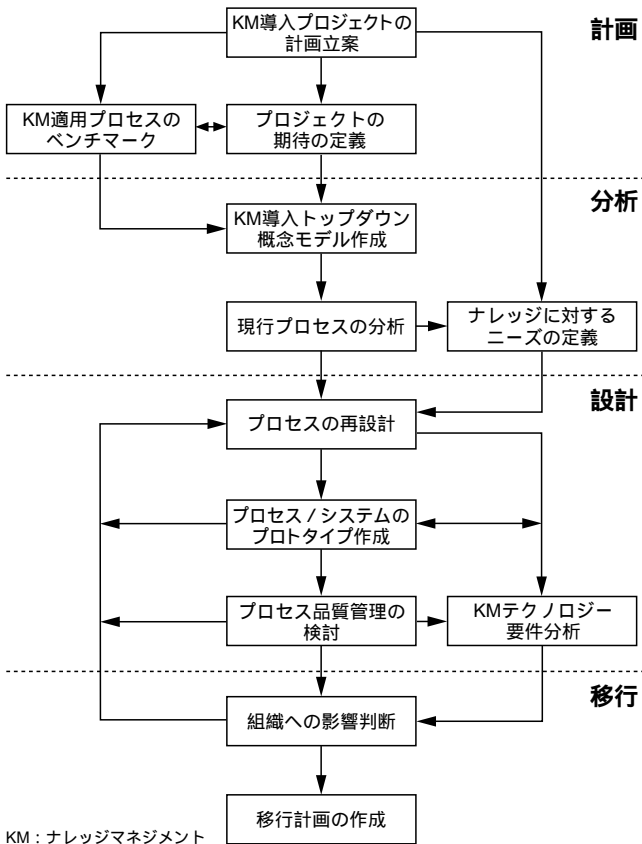 KM導入プロジェクトの
計画立案
計画
KM適用プロセスの
ベンチマーク
プロジェクトの
期待の定義
分析
KM導入トップダウン
概念モデル作成
現行プロセスの分析
ナレッジに対する
ニーズの定義
設計
プロセスの再設計
プロセス / システムの
プロトタイプ作成
プロセス品質管理の
検討
KMテクノロジー
要件分析
移行
組織への影響判断
移行計画の作成
KM：ナレッジマネジメント